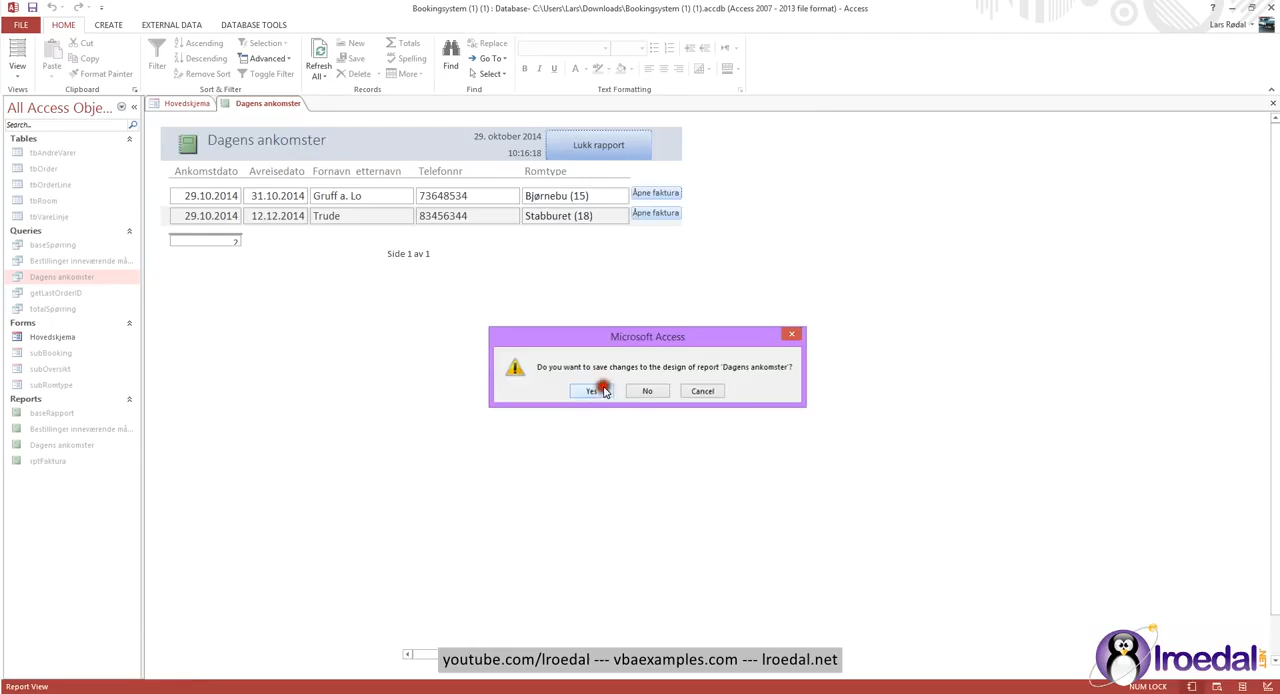 Bookingsystem (1) (1) : Database- C:\Users\Lars\Downloads\Bookingsystem (1) (1).accdb (Access 2007 - 2013 file format) - Access
FILE HOME CREATE EXTERNAL DATA DATABASE TOOLS
Lars Rødal
View
Views
Paste
Cut
Copy
Format Painter
Clipboard
Filter
Ascending
Descending
Remove Sort
Selection
Advanced
Toggle Filter
Sort & Filter
Refresh
All
New
Save
Delete
Totals
Spelling
More
Records
Find
Replace
Go To
Select
Find
B I U
A
Text Formatting
All Access Obje...
Search...
Tables
tbAndreVarer
tbOrder
tbOrderLine
tbRoom
tbVareLinje
Queries
baseSpørring
Bestillinger inneværende må...
Dagens ankomster
getLastOrderID
totalSpørring
Forms
Hovedskjema
subBooking
subOversikt
subRomtype
Reports
baseRapport
Bestillinger inneværende må...
Dagens ankomster
rptFaktura
Hovedskjema
Dagens ankomster
Dagens ankomster
29. oktober 2014
10:16:18
Lukk rapport
Ankomstdato Avreisedato Fornavn etternavn Telefonnr Romtype
29.10.2014 31.10.2014 Gruff a. Lo 73648534 Bjørnebu (15) Åpne faktura
29.10.2014 12.12.2014 Trude 83456344 Stabburet (18) Åpne faktura
2
Side 1 av 1
Microsoft Access
Do you want to save changes to the design of report 'Dagens ankomster'?
Yes No Cancel
youtube.com/lroedal --- vbaexamples.com --- lroedal.net
lroedal.NET
Report View
NUM LOCK